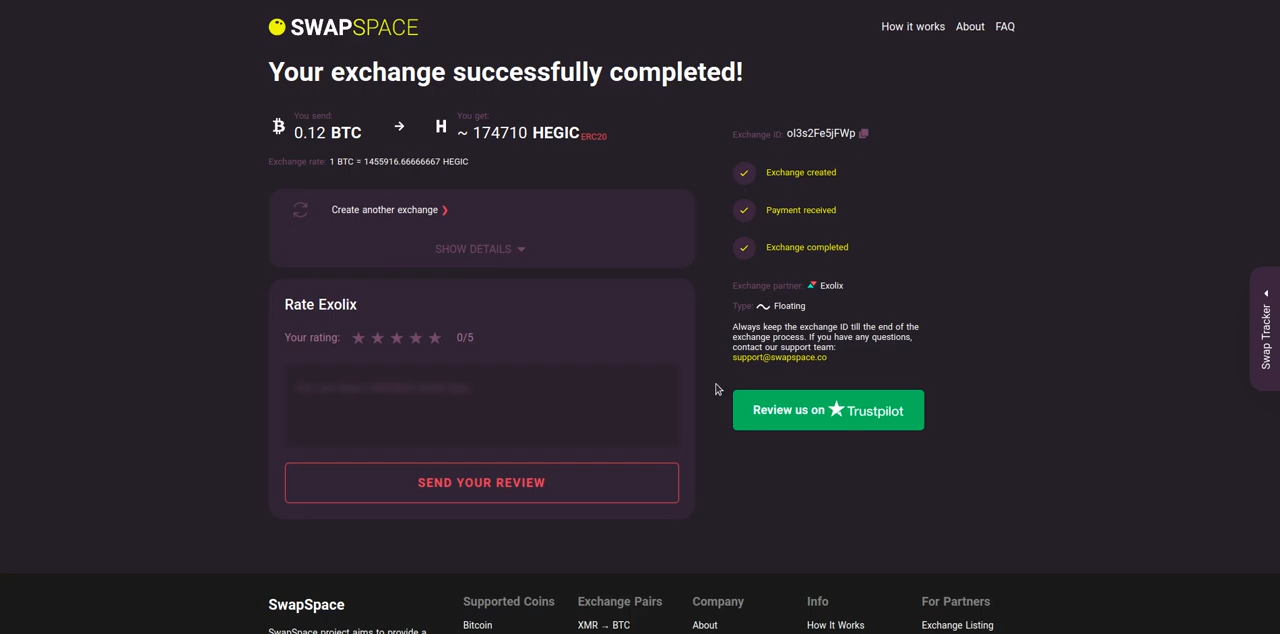 SWAPSPACE
How it works About FAQ
Your exchange successfully completed!
You send:
0.12 BTC
You get:
~ 174710 HEGIC ERC20
Exchange rate: 1 BTC = 1455916.66666667 HEGIC
Create another exchange ❯
SHOW DETAILS
Rate Exolix
Your rating: 0/5
SEND YOUR REVIEW
Exchange ID: ol3s2Fe5jFWp
Exchange created
Payment received
Exchange completed
Exchange partner: Exolix
Type: Floating
Always keep the exchange ID till the end of the
exchange process. If you have any questions,
contact our support team:
support@swapspace.co
Review us on Trustpilot
Swap Tracker
SwapSpace
SwapSpace project aims to provide a
Supported Coins
Bitcoin
Exchange Pairs
XMR → BTC
Company
About
Info
How It Works
For Partners
Exchange Listing